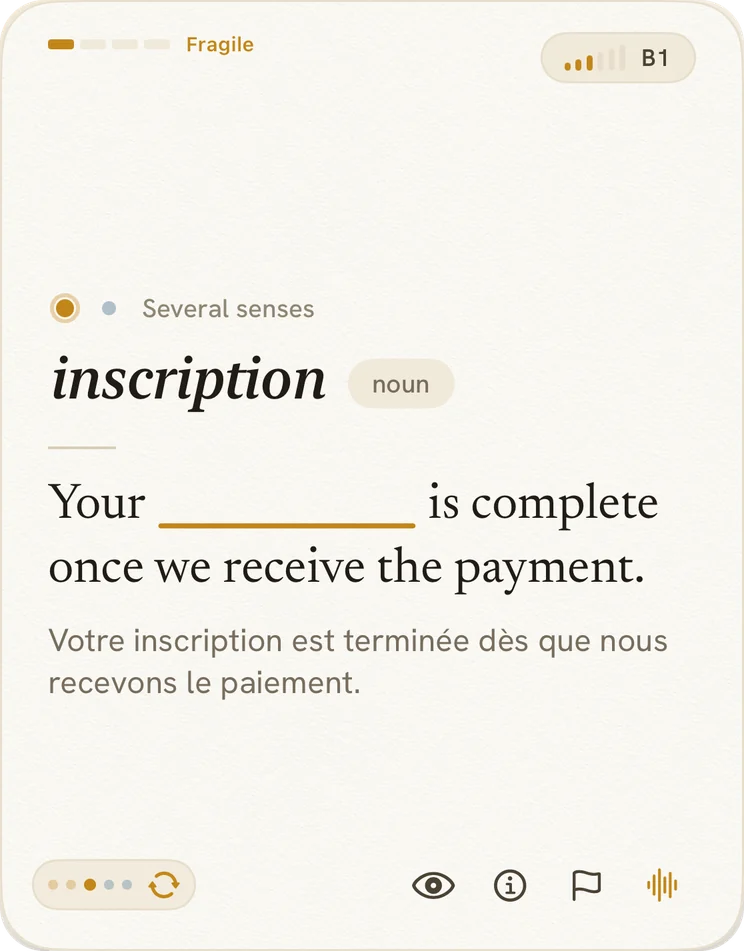 Fragile
B1
Several senses
inscription noun
Your ____________ is complete
once we receive the payment.
Votre inscription est terminée dès que nous
recevons le paiement.